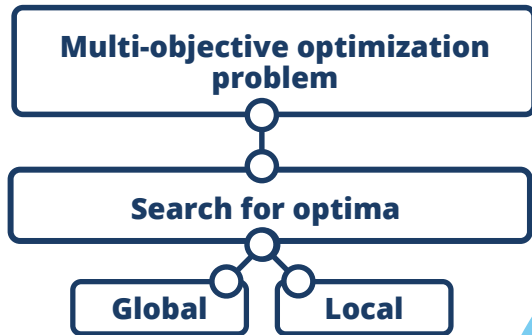 Multi-objective optimization
problem
Search for optima
Global
Local